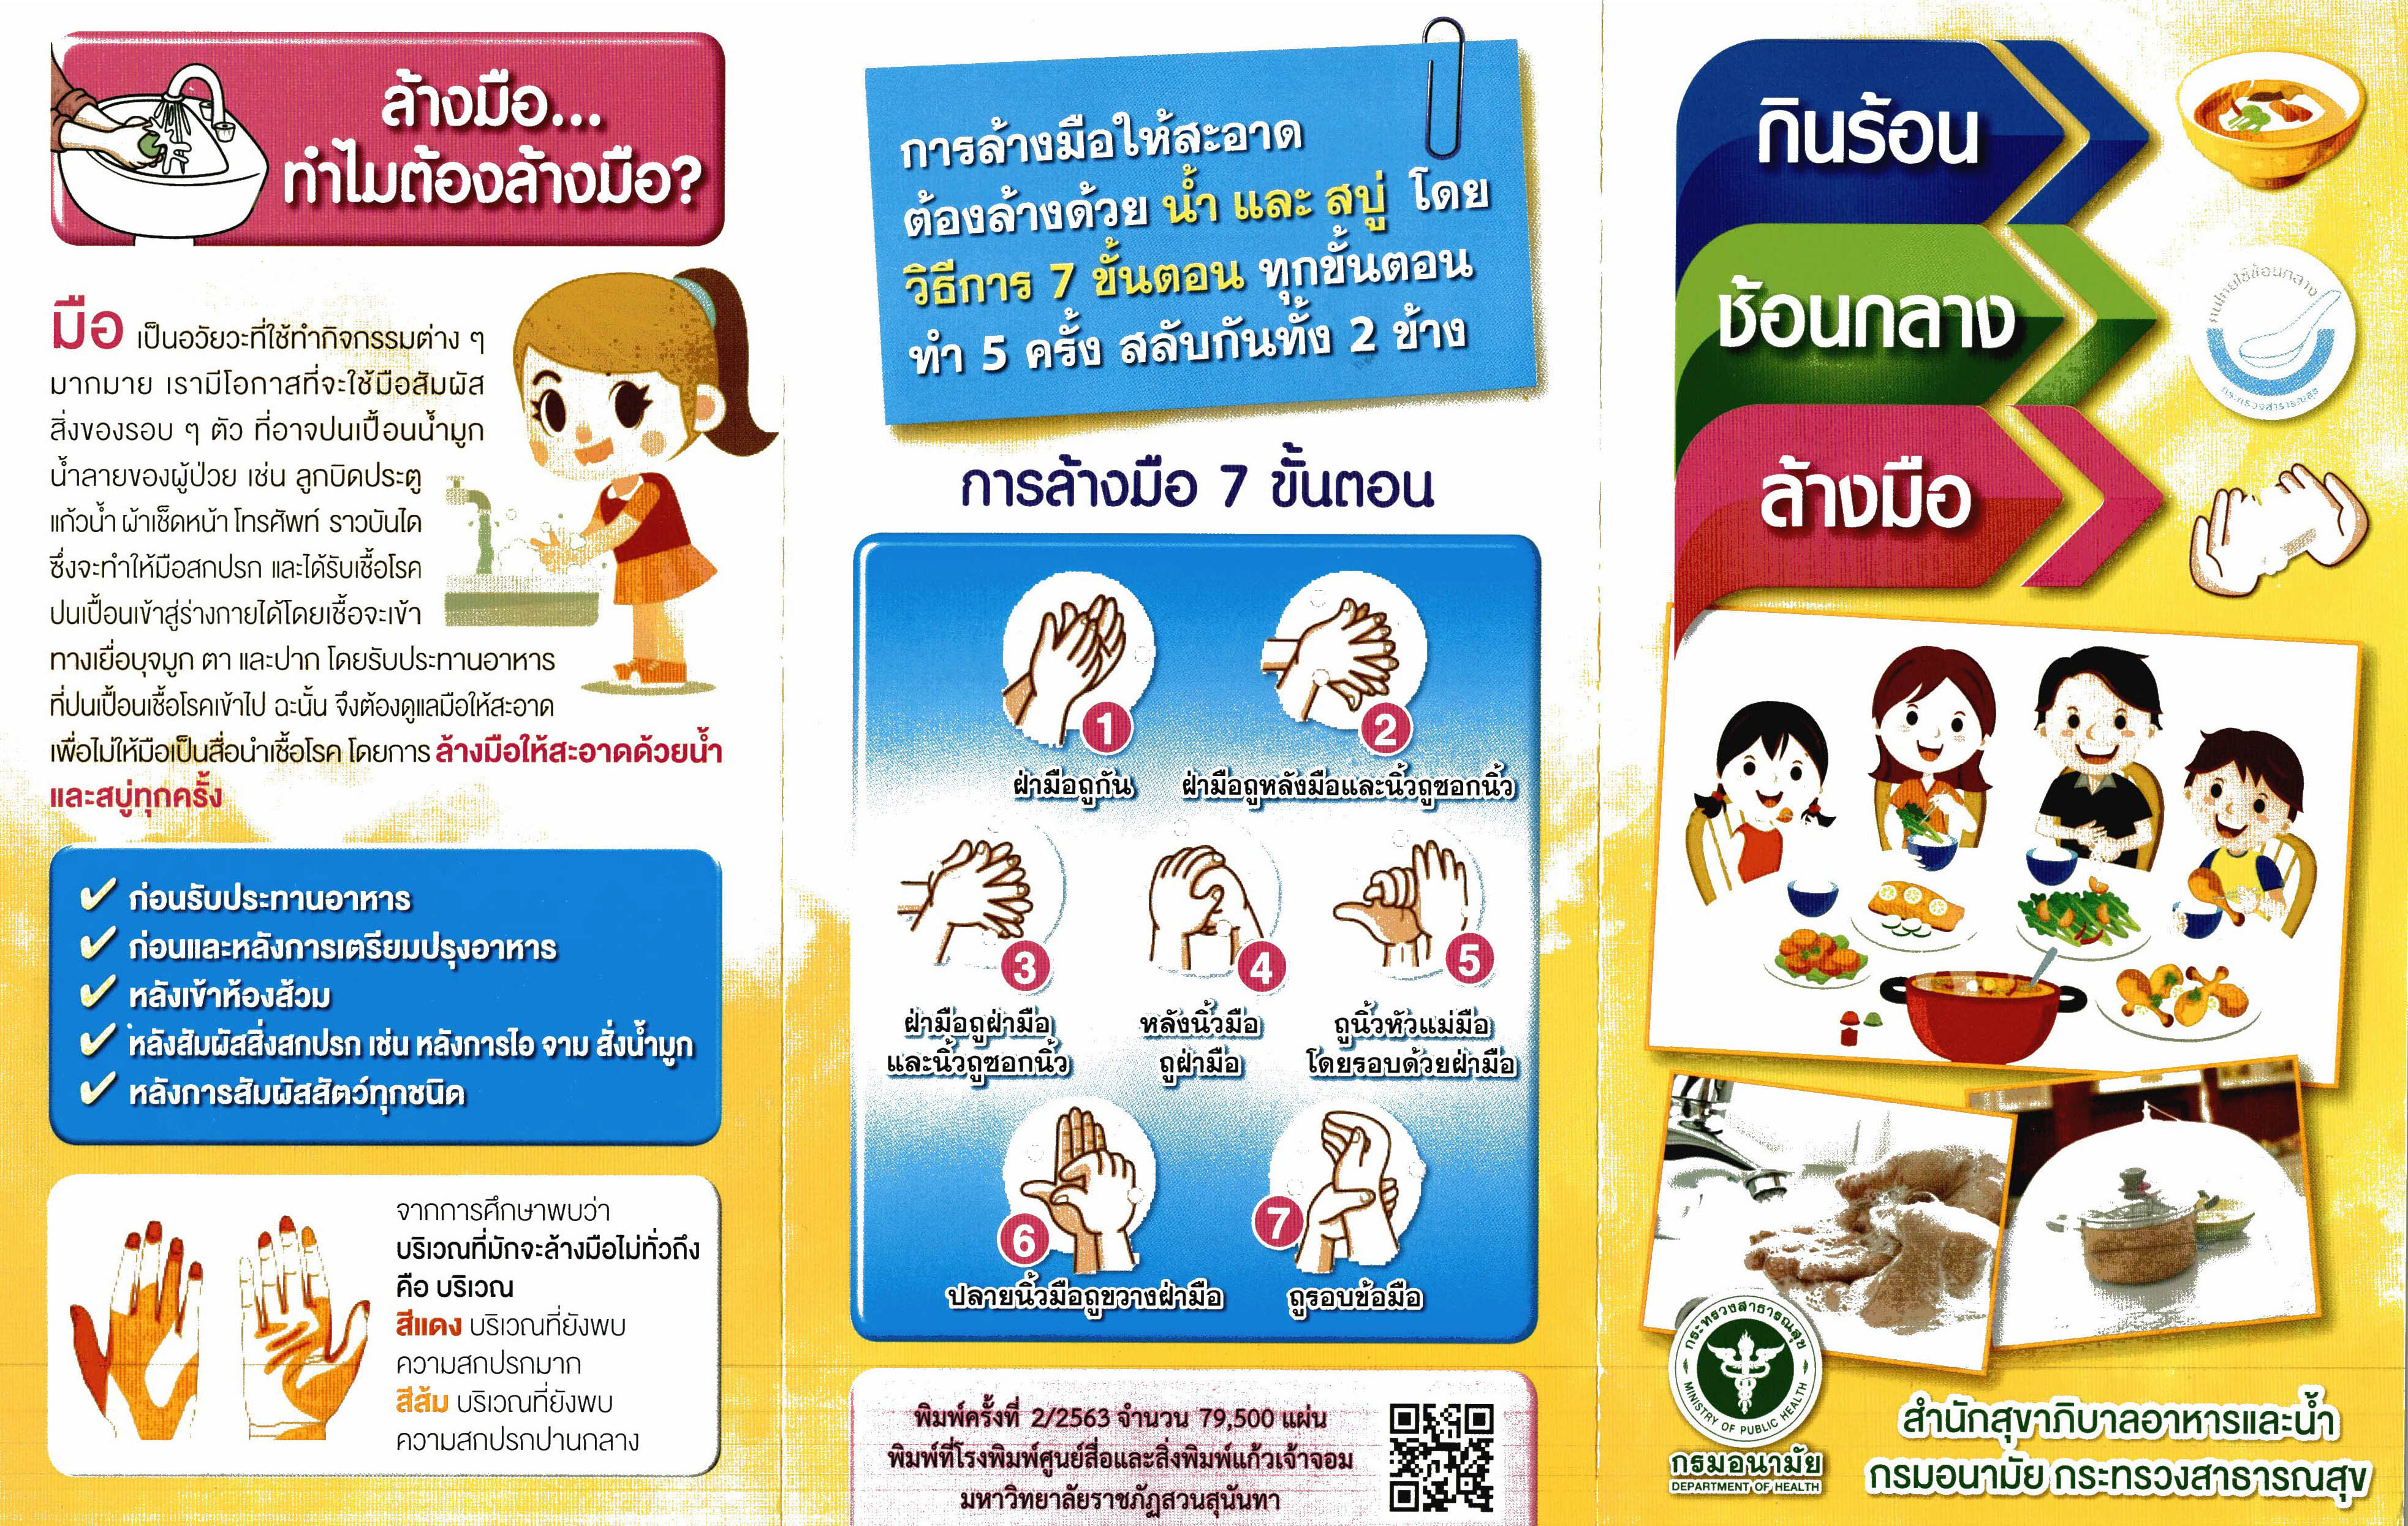 ล้างมือ...
ทำไมต้องล้างมือ?
มือ เป็นอวัยวะที่ใช้ทำกิจกรรมต่าง ๆ
มากมาย เรามีโอกาสที่จะใช้มือสัมผัส
สิ่งของรอบ ๆ ตัว ที่อาจปนเปื้อนน้ำมูก
น้ำลายของผู้ป่วย เช่น ลูกบิดประตู
แก้วน้ำ ผ้าเช็ดหน้า โทรศัพท์ ราวบันได
ซึ่งจะทำให้มือสกปรก และได้รับเชื้อโรค
ปนเปื้อนเข้าสู่ร่างกายได้โดยเชื้อจะเข้า
ทางเยื่อบุจมูก ตา และปาก โดยรับประทานอาหาร
ที่ปนเปื้อนเชื้อโรคเข้าไป ฉะนั้น จึงต้องดูแลมือให้สะอาด
เพื่อไม่ให้มือเป็นสื่อนำเชื้อโรค โดยการ ล้างมือให้สะอาดด้วยน้ำ
และสบู่ทุกครั้ง
✓ ก่อนรับประทานอาหาร
✓ ก่อนและหลังการเตรียมปรุงอาหาร
✓ หลังเข้าห้องส้วม
✓ หลังสัมผัสสิ่งสกปรก เช่น หลังการไอ จาม สั่งน้ำมูก
✓ หลังการสัมผัสสัตว์ทุกชนิด
จากการศึกษาพบว่า
บริเวณที่มักจะล้างมือไม่ทั่วถึง
คือ บริเวณ
สีแดง บริเวณที่ยังพบ
ความสกปรกมาก
สีส้ม บริเวณที่ยังพบ
ความสกปรกปานกลาง
การล้างมือให้สะอาด
ต้องล้างด้วย น้ำ และ สบู่ โดย
วิธีการ 7 ขั้นตอน ทุกขั้นตอน
ทำ 5 ครั้ง สลับกันทั้ง 2 ข้าง
การล้างมือ 7 ขั้นตอน
1
ฝ่ามือถูกัน
2
ฝ่ามือถูหลังมือและนิ้วถูซอกนิ้ว
3
ฝ่ามือถูฝ่ามือ
และนิ้วถูซอกนิ้ว
4
หลังนิ้วมือ
ถูฝ่ามือ
5
ถูนิ้วหัวแม่มือ
โดยรอบด้วยฝ่ามือ
6
ปลายนิ้วมือถูขวางฝ่ามือ
7
ถูรอบข้อมือ
พิมพ์ครั้งที่ 2/2563 จำนวน 79,500 แผ่น
พิมพ์ที่โรงพิมพ์ศูนย์สื่อและสิ่งพิมพ์แก้วเจ้าจอม
มหาวิทยาลัยราชภัฏสวนสุนันทา
กินร้อน
ช้อนกลาง
ล้างมือ
คนไทยใช้ช้อนกลาง
กระทรวงสาธารณสุข
กระทรวงสาธารณสุข
MINISTRY OF PUBLIC HEALTH
กรมอนามัย
DEPARTMENT OF HEALTH
สำนักสุขาภิบาลอาหารและน้ำ
กรมอนามัย กระทรวงสาธารณสุข